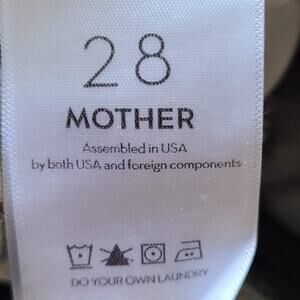 28
MOTHER
Assembled in USA
by both USA and foreign components
DO YOUR OWN LAUNDRY